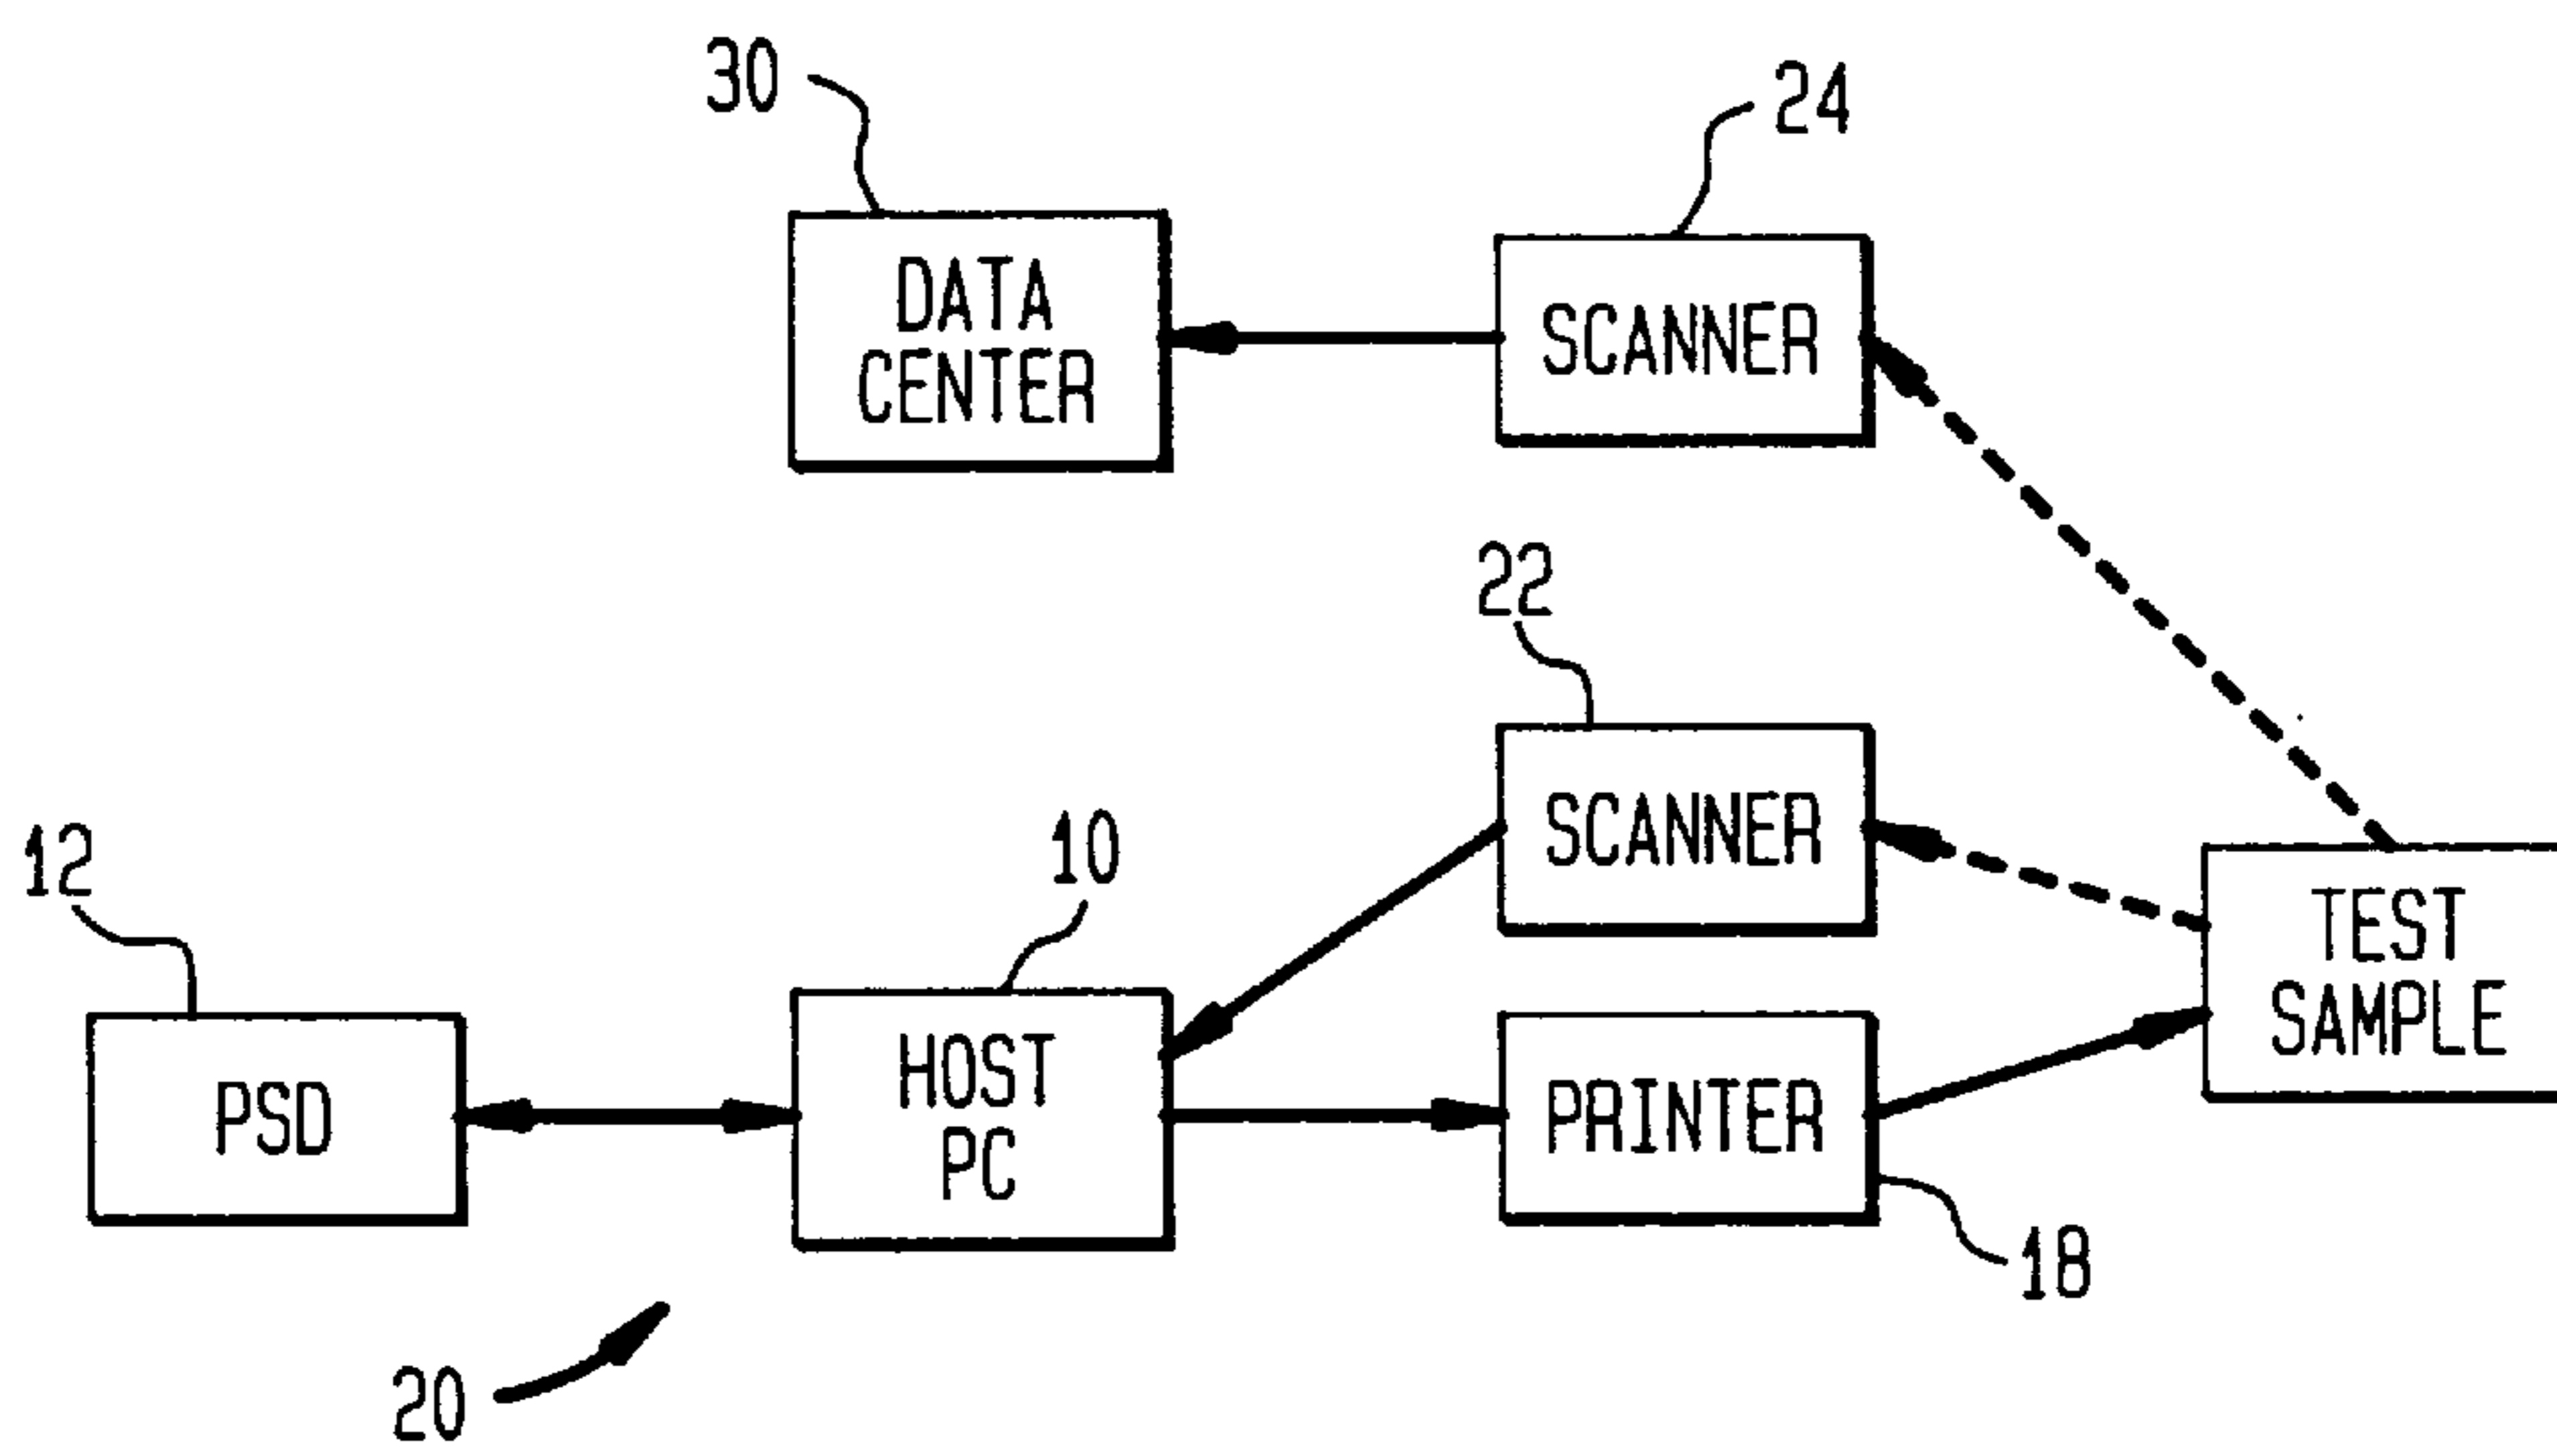 30
24
DATA
CENTER
SCANNER
22
SCANNER
12
10
TEST
SAMPLE
HOST
PC
PSD
PRINTER
18
20